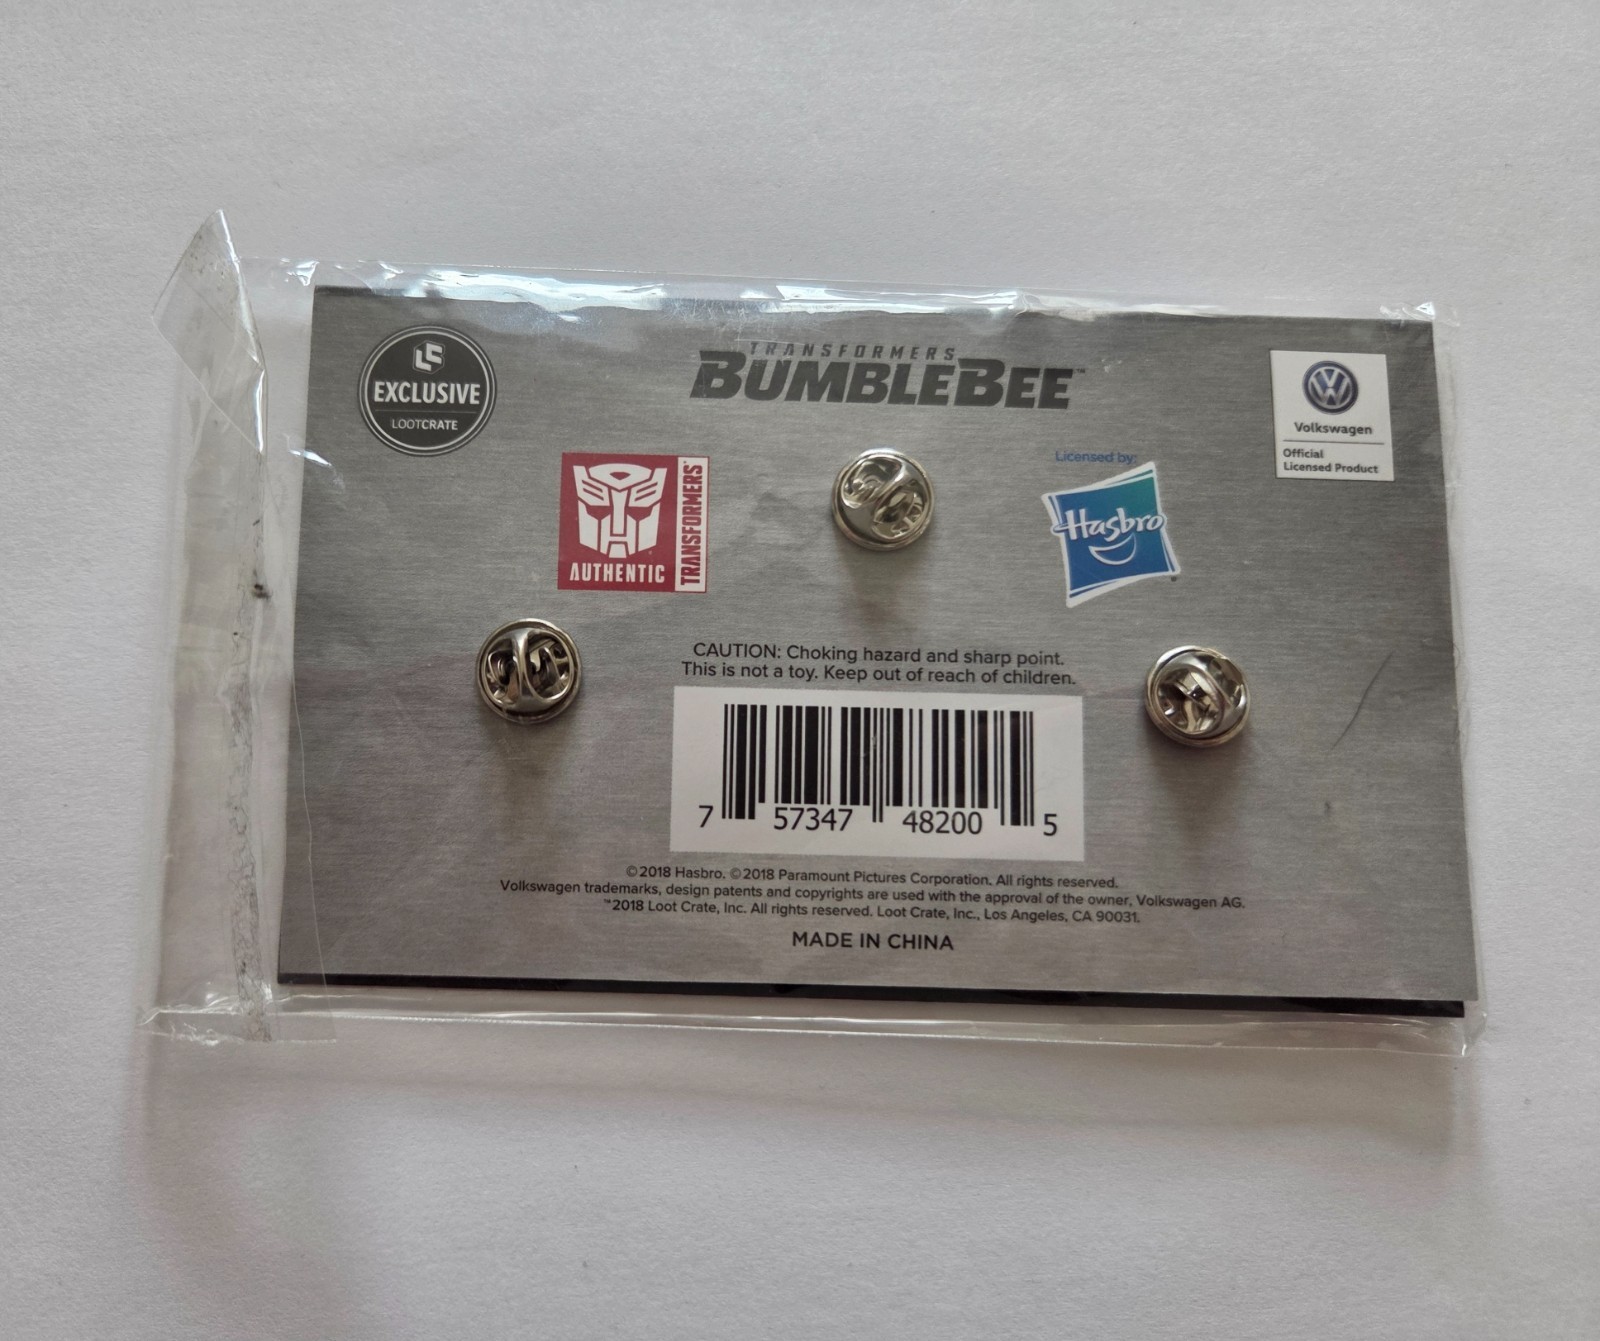 EXCLUSIVE
LOOTCRATE
TRANSFORMERS
BUMBLEBEE™
Volkswagen
Official
Licensed Product
AUTHENTIC
TRANSFORMERS
Licensed by:
Hasbro
CAUTION: Choking hazard and sharp point.
This is not a toy. Keep out of reach of children.
7 57347 48200 5
©2018 Hasbro. ©2018 Paramount Pictures Corporation. All rights reserved.
Volkswagen trademarks, design patents and copyrights are used with the approval of the owner, Volkswagen AG.
™2018 Loot Crate, Inc. All rights reserved. Loot Crate, Inc., Los Angeles, CA 90031.
MADE IN CHINA